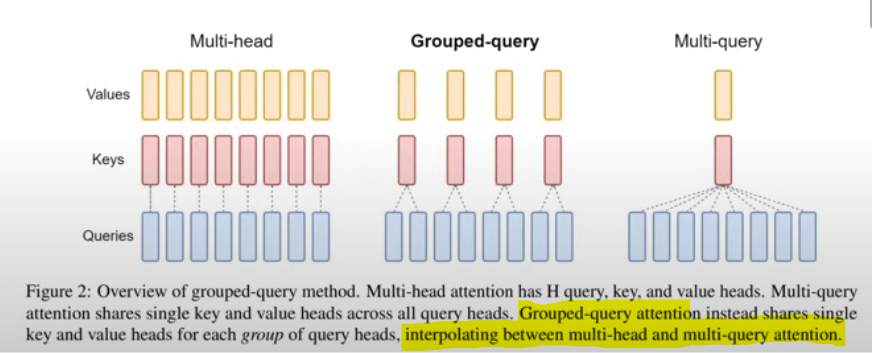 Multi-head Grouped-query Multi-query
Values
Keys
Queries
Figure 2: Overview of grouped-query method. Multi-head attention has H query, key, and value heads. Multi-query
attention shares single key and value heads across all query heads. Grouped-query attention instead shares single
key and value heads for each group of query heads, interpolating between multi-head and multi-query attention.